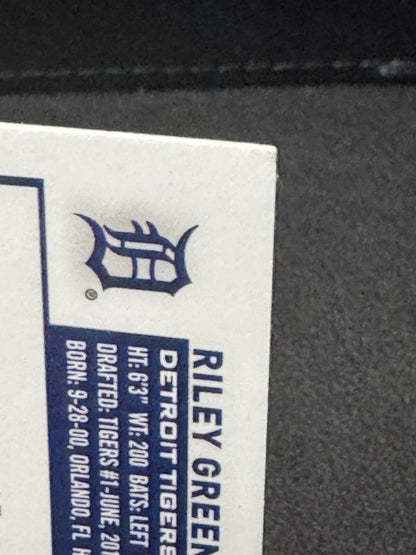 D
®
RILEY GREEN
DETROIT TIGERS
HT: 6'3" WT: 200 BATS: LEFT
DRAFTED: TIGERS #1-JUNE, 201
BORN: 9-28-00, ORLANDO, FL H